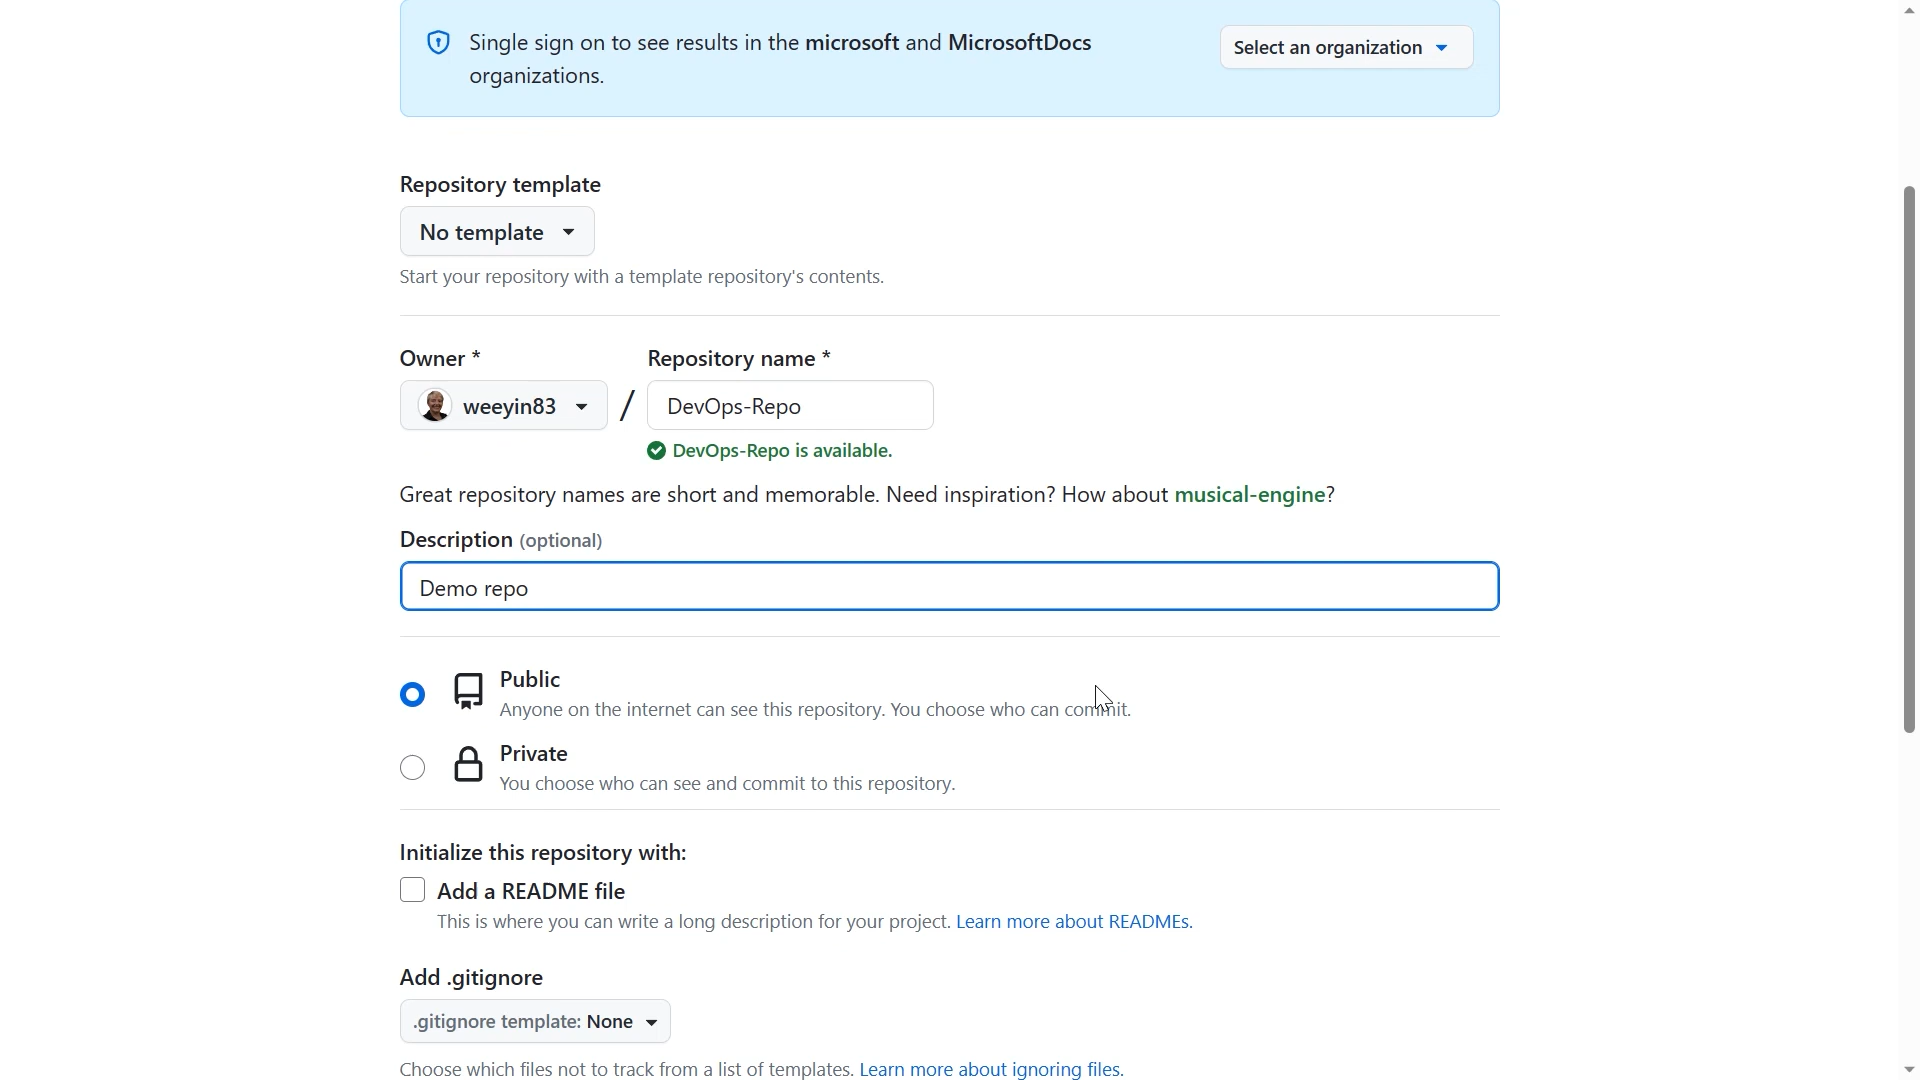 Single sign on to see results in the microsoft and MicrosoftDocs
organizations.
Select an organization
Repository template
No template
Start your repository with a template repository's contents.
Owner *
Repository name *
weeyin83
/
DevOps-Repo
DevOps-Repo is available.
Great repository names are short and memorable. Need inspiration? How about musical-engine?
Description (optional)
Demo repo
Public
Anyone on the internet can see this repository. You choose who can commit.
Private
You choose who can see and commit to this repository.
Initialize this repository with:
Add a README file
This is where you can write a long description for your project. Learn more about READMEs.
Add .gitignore
.gitignore template: None
Choose which files not to track from a list of templates. Learn more about ignoring files.